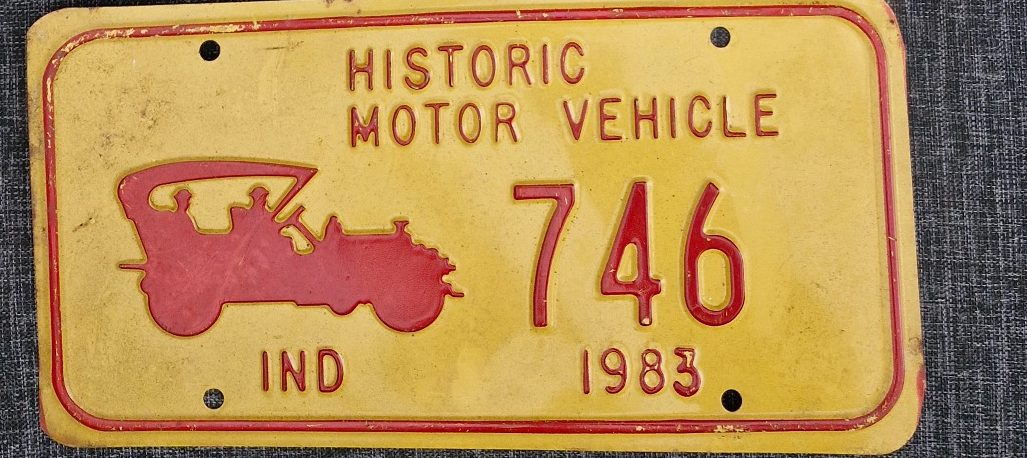 HISTORIC
MOTOR VEHICLE
746
IND 1983